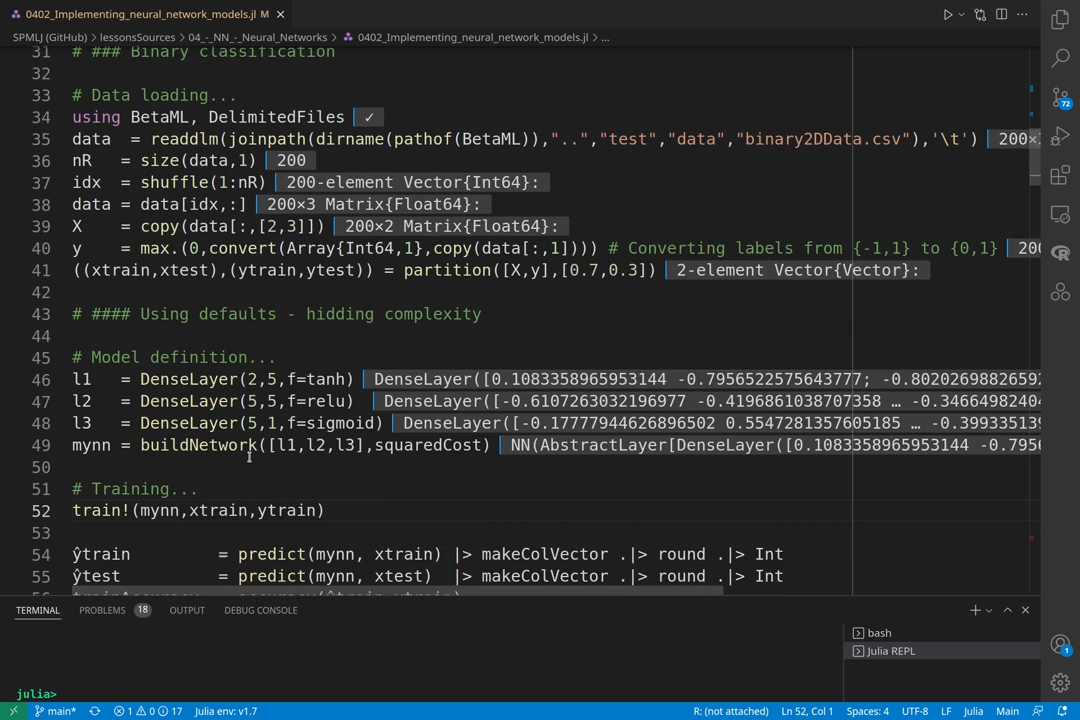 0402_Implementing_neural_network_models.jl M
SPMLJ (GitHub) > lessonsSources > 04_-_NN_-_Neural_Networks > 0402_Implementing_neural_network_models.jl > ...
31 # ### Binary classification
32
33 # Data loading...
34 using BetaML, DelimitedFiles ✓
35 data  = readdlm(joinpath(dirname(pathof(BetaML)),"..","test","data","binary2DData.csv"),'\t') 200×
36 nR   = size(data,1) 200
37 idx  = shuffle(1:nR) 200-element Vector{Int64}:
38 data = data[idx,:] 200×3 Matrix{Float64}:
39 X    = copy(data[:,[2,3]]) 200×2 Matrix{Float64}:
40 y    = max.(0,convert(Array{Int64,1},copy(data[:,1]))) # Converting labels from {-1,1} to {0,1} 200
41 ((xtrain,xtest),(ytrain,ytest)) = partition([X,y],[0.7,0.3]) 2-element Vector{Vector}:
42
43 # #### Using defaults - hidding complexity
44
45 # Model definition...
46 l1   = DenseLayer(2,5,f=tanh) DenseLayer([0.1083358965953144 -0.7956522575643777; -0.80202698826592
47 l2   = DenseLayer(5,5,f=relu) DenseLayer([-0.6107263032196977 -0.4196861038707358 … -0.34664982404
48 l3   = DenseLayer(5,1,f=sigmoid) DenseLayer([-0.17777944626896502 0.5547281357605185 … -0.399335139
49 mynn = buildNetwork([l1,l2,l3],squaredCost) NN(AbstractLayer[DenseLayer([0.1083358965953144 -0.7956
50
51 # Training...
52 train!(mynn,xtrain,ytrain)
53
54 ŷtrain         = predict(mynn, xtrain) |> makeColVector .|> round .|> Int
55 ŷtest          = predict(mynn, xtest)  |> makeColVector .|> round .|> Int
TERMINAL PROBLEMS 18 OUTPUT DEBUG CONSOLE
bash
Julia REPL
julia>
72
1
main* 1 0 17 Julia env: v1.7 R: (not attached) Ln 52, Col 1 Spaces: 4 UTF-8 LF Julia Main